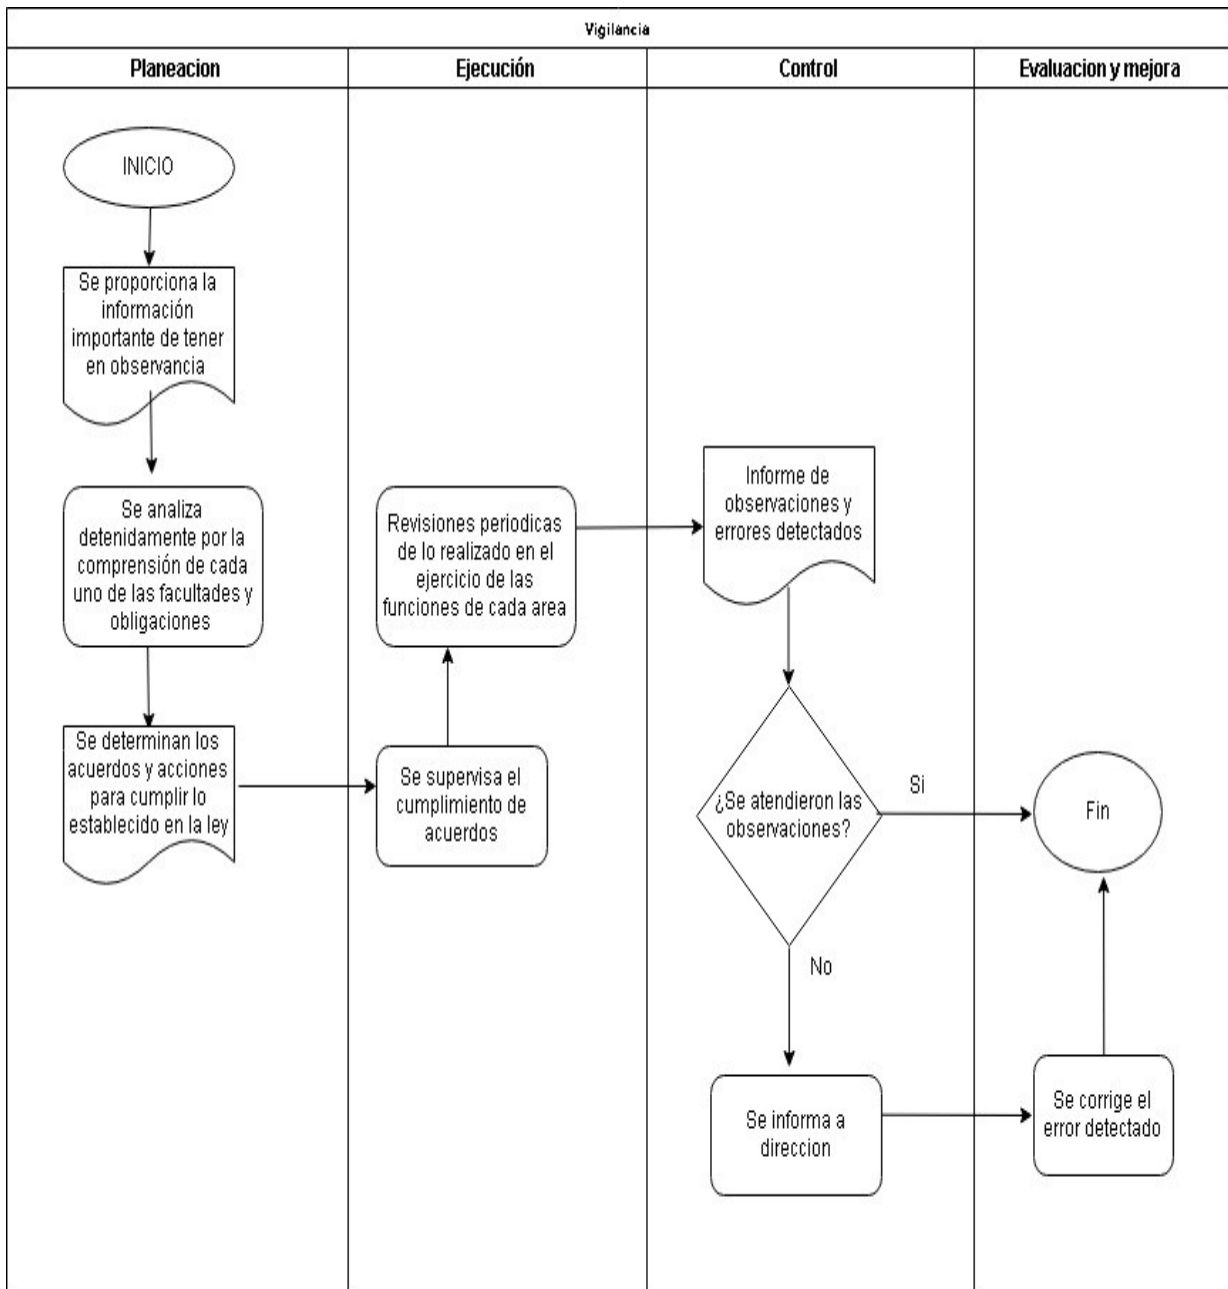 Vigilancia
Planeacion
Ejecución
Control
Evaluacion y mejora
INICIO
Se proporciona la
información
importante de tener
en observancia
Se analiza
detenidamente por la
comprensión de cada
uno de las facultades y
obligaciones
Se determinan los
acuerdos y acciones
para cumplir lo
establecido en la ley
Se supervisa el
cumplimiento de
acuerdos
Revisiones periodicas
de lo realizado en el
ejercicio de las
funciones de cada area
Informe de
observaciones y
errores detectados
¿Se atendieron las
observaciones?
Si
No
Se informa a
direccion
Se corrige el
error detectado
Fin